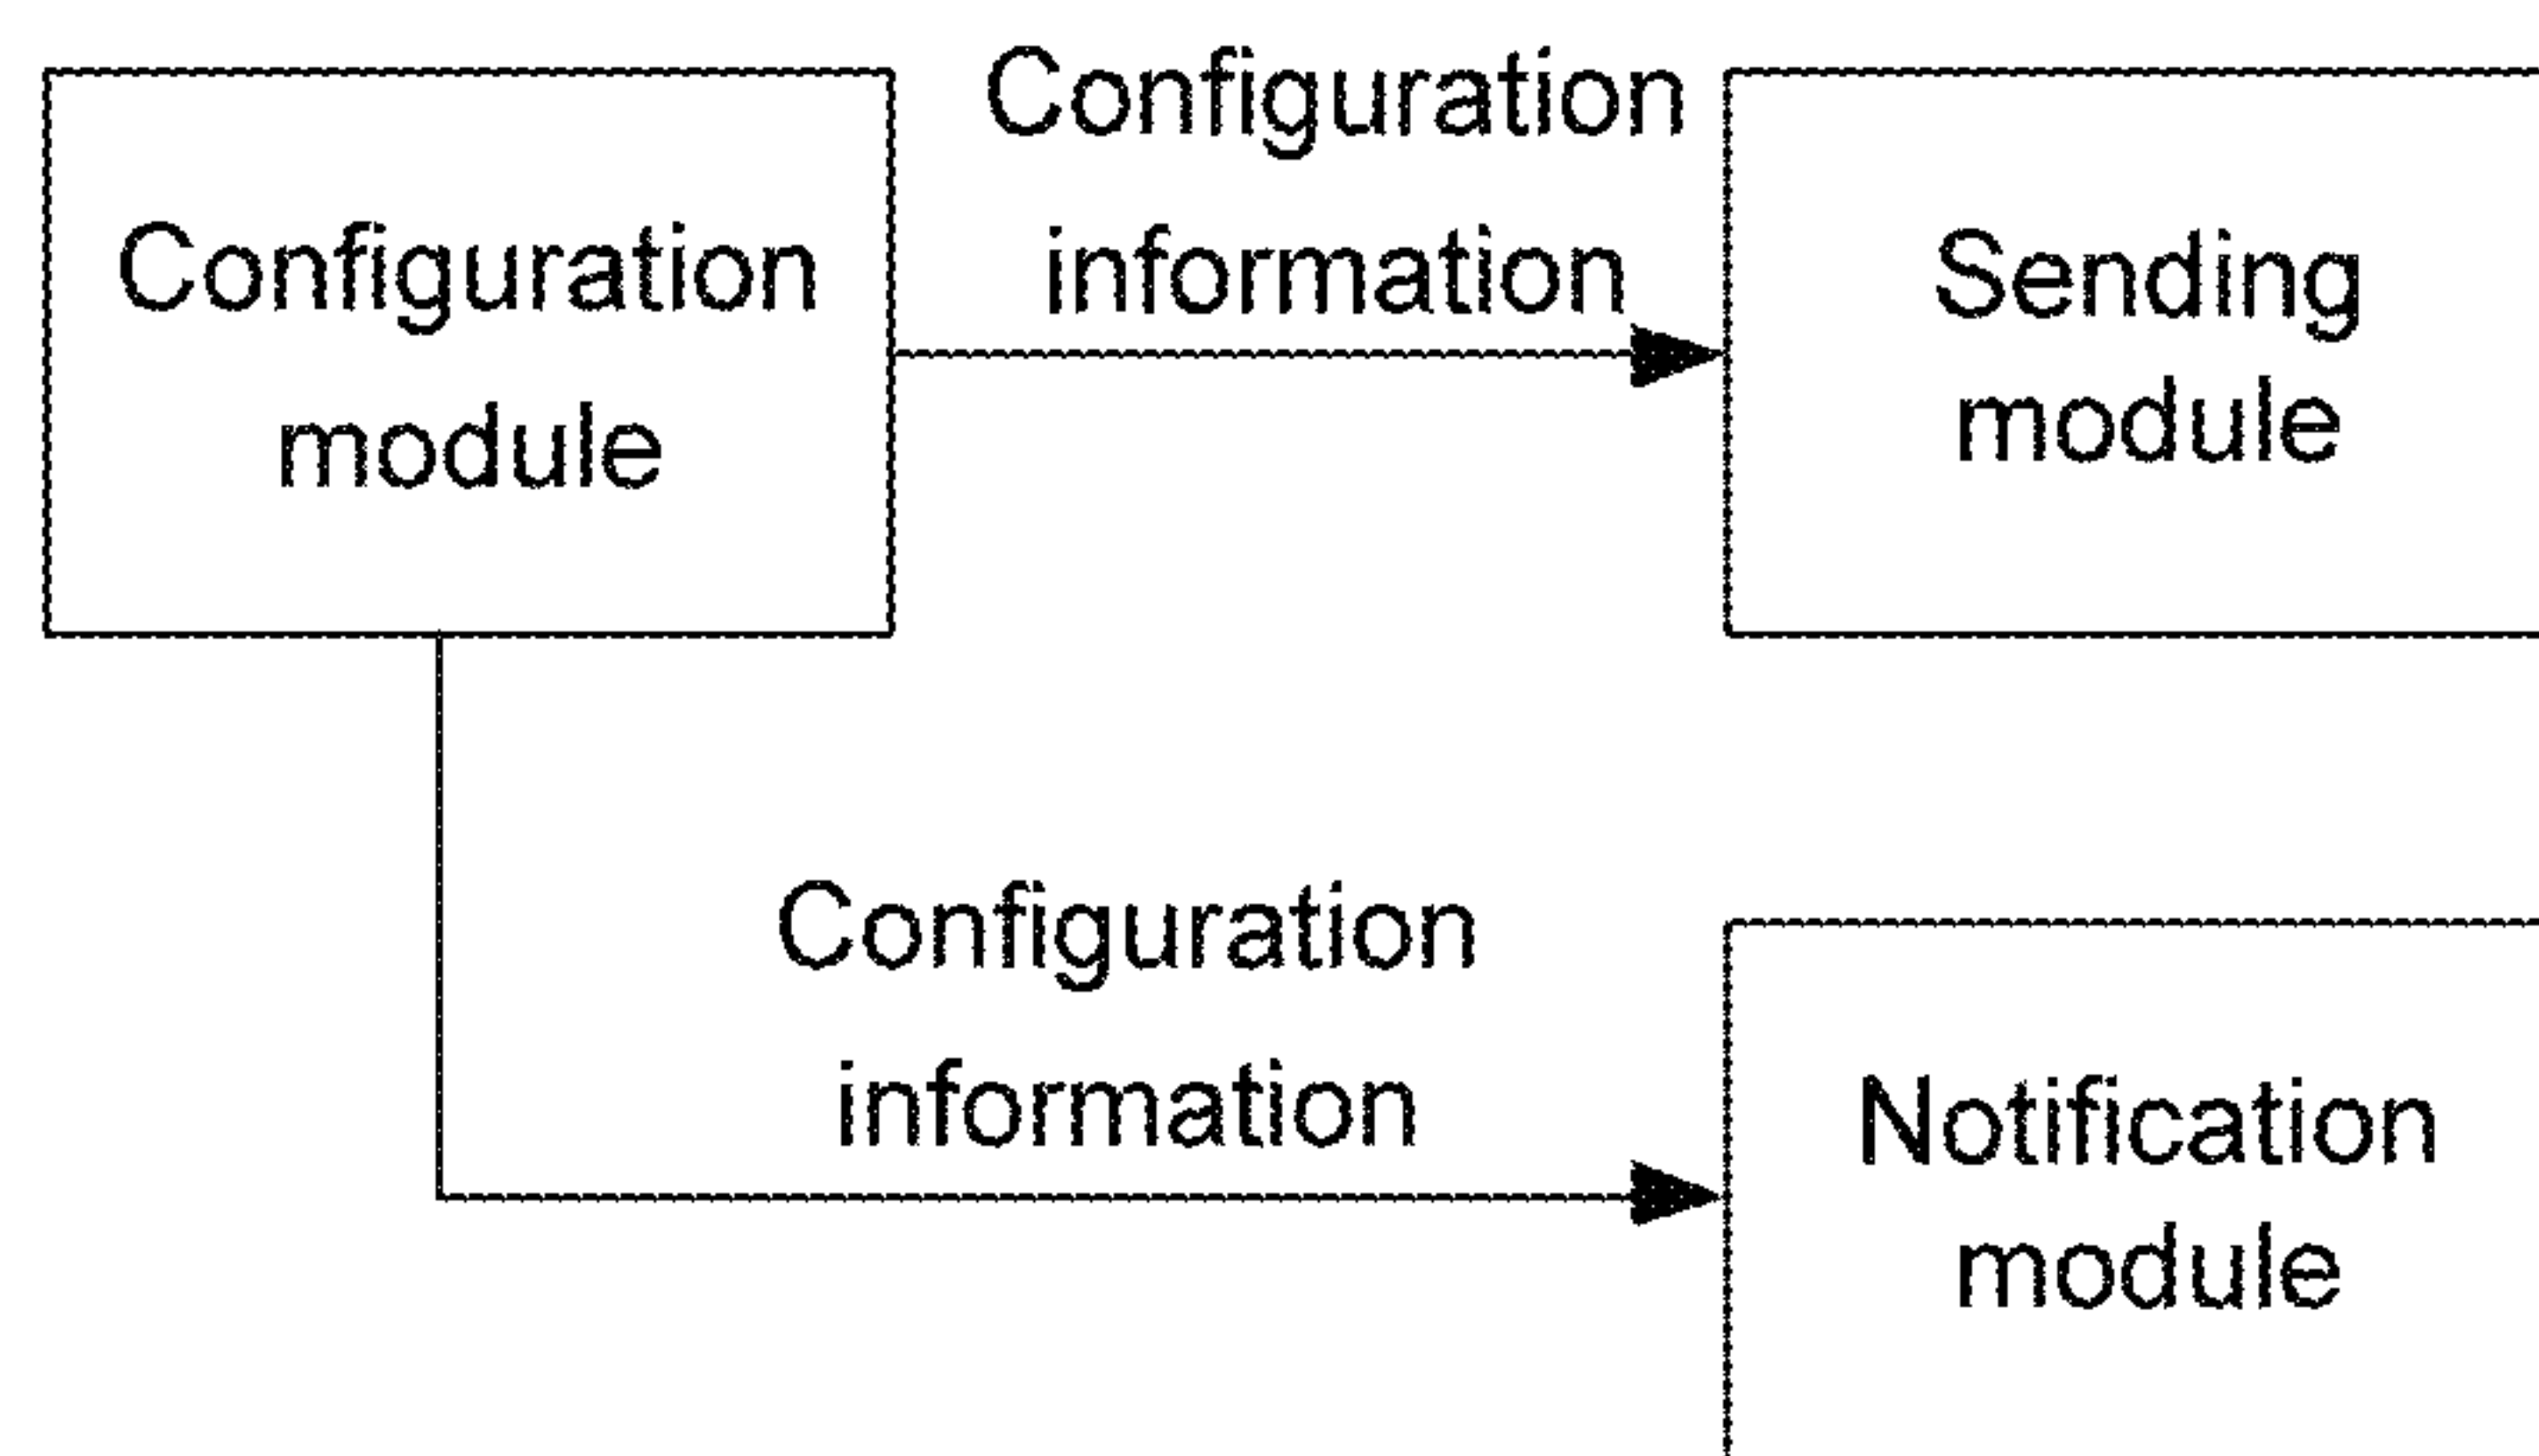 Configuration
module
Configuration
information
Sending
module
Configuration
information
Notification
module